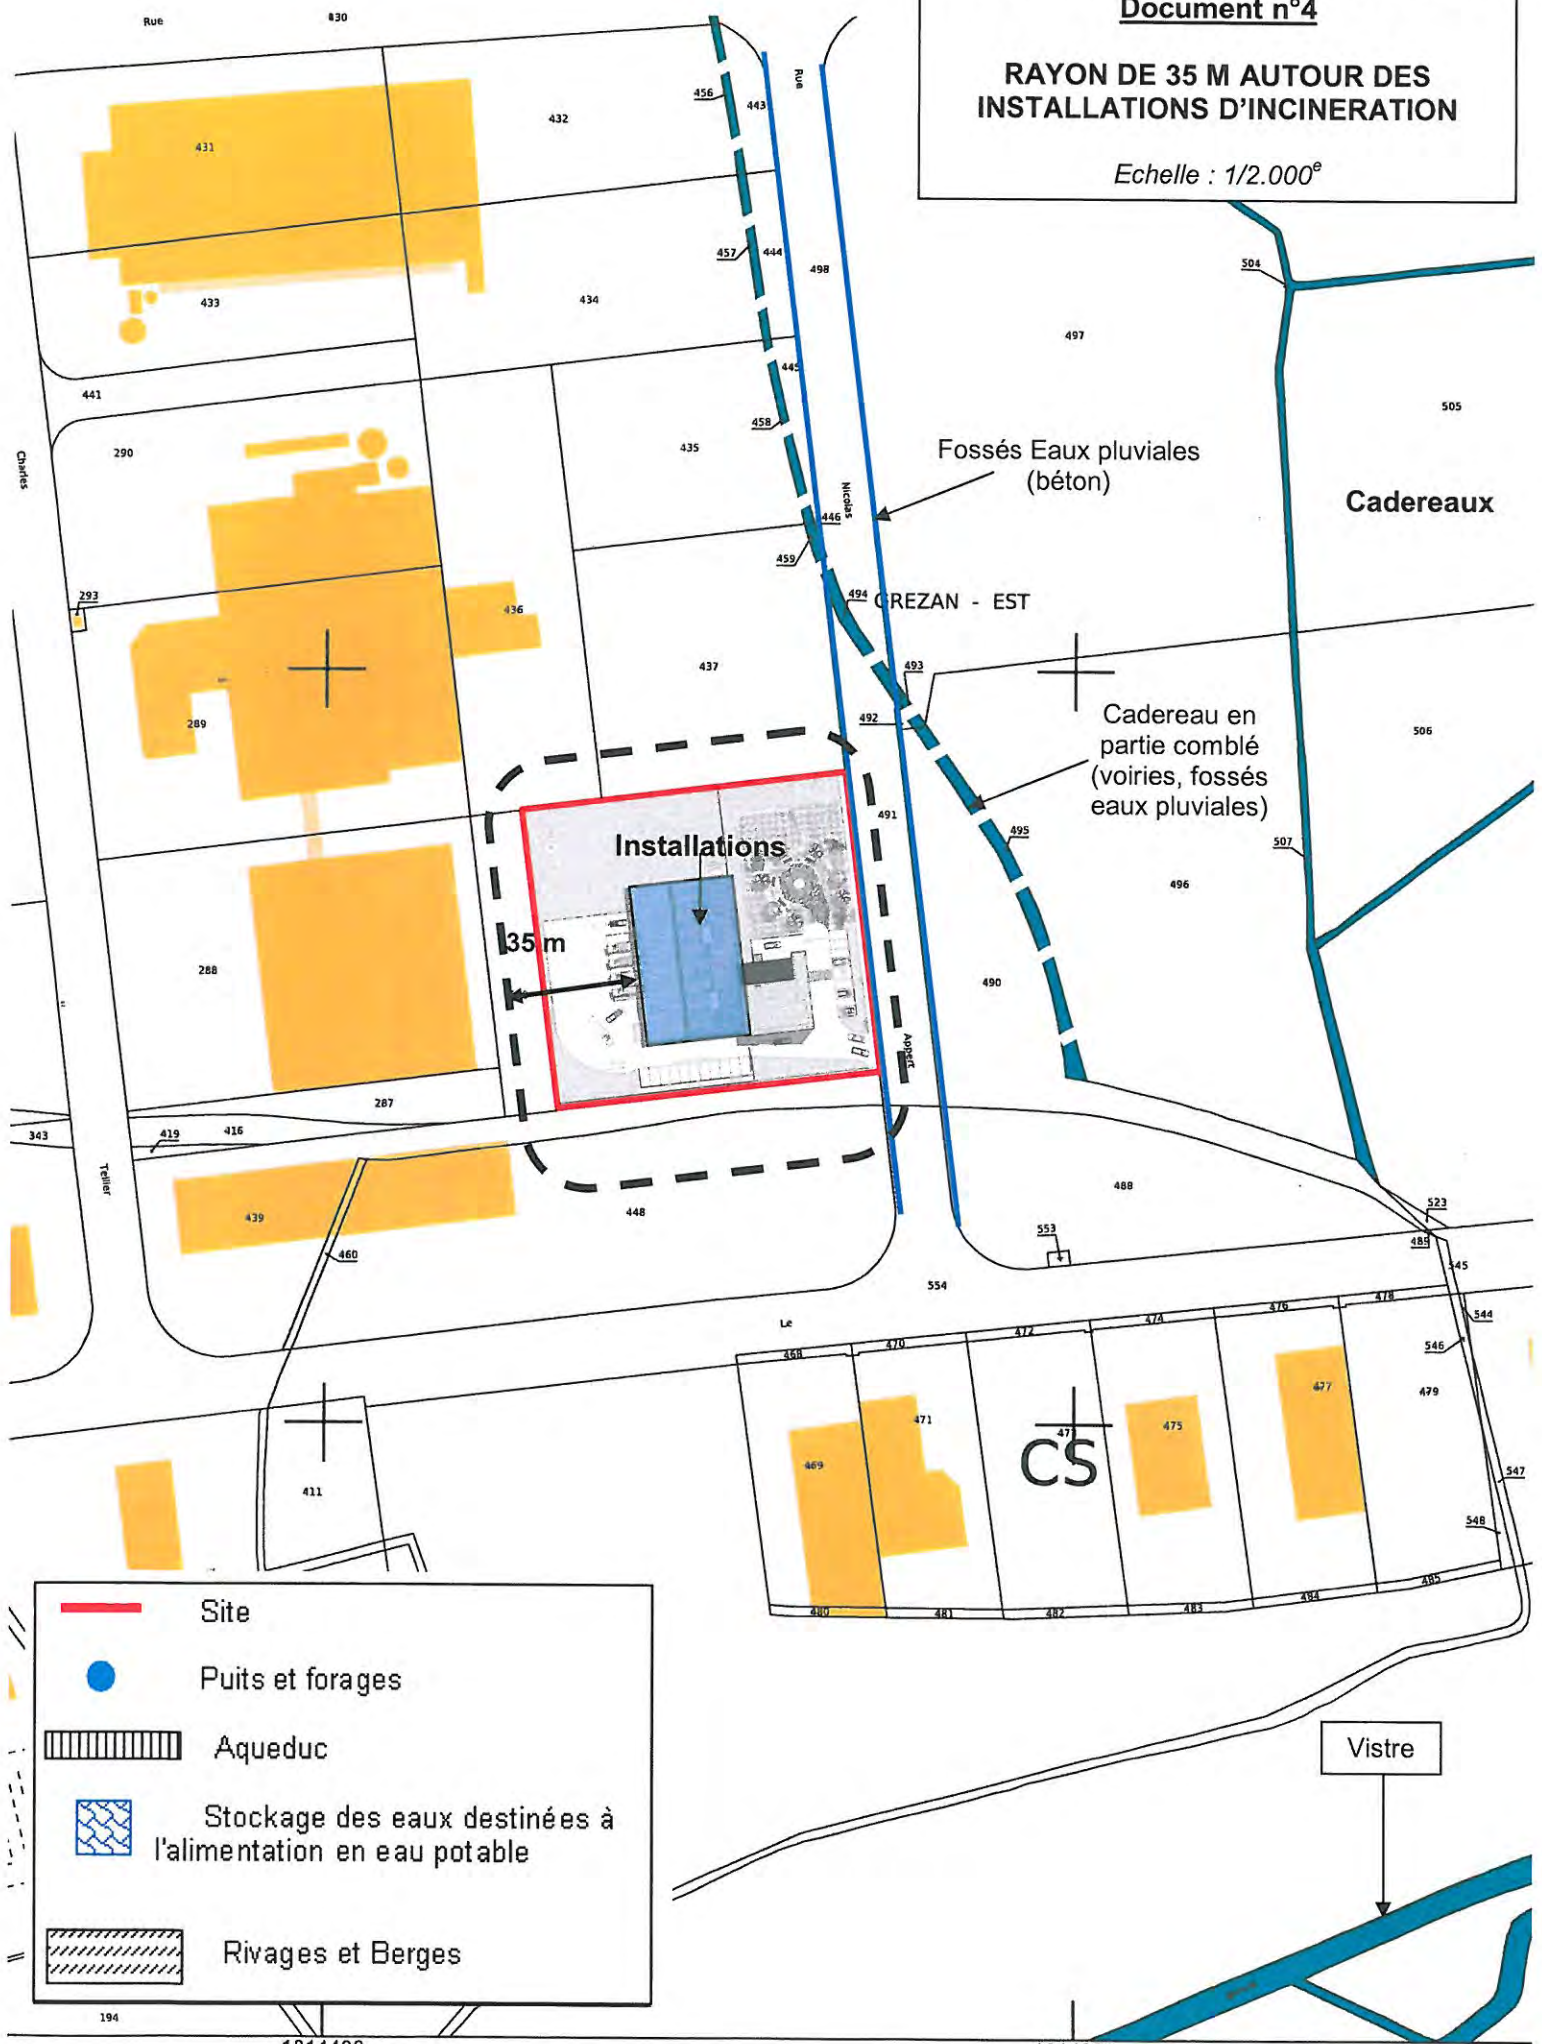 Document n°4
RAYON DE 35 M AUTOUR DES
INSTALLATIONS D'INCINERATION
Echelle : 1/2.000e
Rue
430
Rue
456
443
432
431
457
444
498
504
433
434
497
445
441
505
458
290
435
Charles
Fossés Eaux pluviales
(béton)
Nicolas
Cadereaux
446
459
293
494
GREZAN - EST
436
437
493
492
289
Cadereau en
partie comblé
(voiries, fossés
eaux pluviales)
506
491
495
507
Installations
496
35 m
288
490
Appert
287
343
419
416
Tellier
488
439
448
523
460
553
489
545
554
Le
478
476
474
472
470
468
544
546
477
479
471
475
473
CS
469
411
547
548
485
484
483
482
481
480
Site
Puits et forages
Aqueduc
Stockage des eaux destinées à
l'alimentation en eau potable
Rivages et Berges
Vistre
194